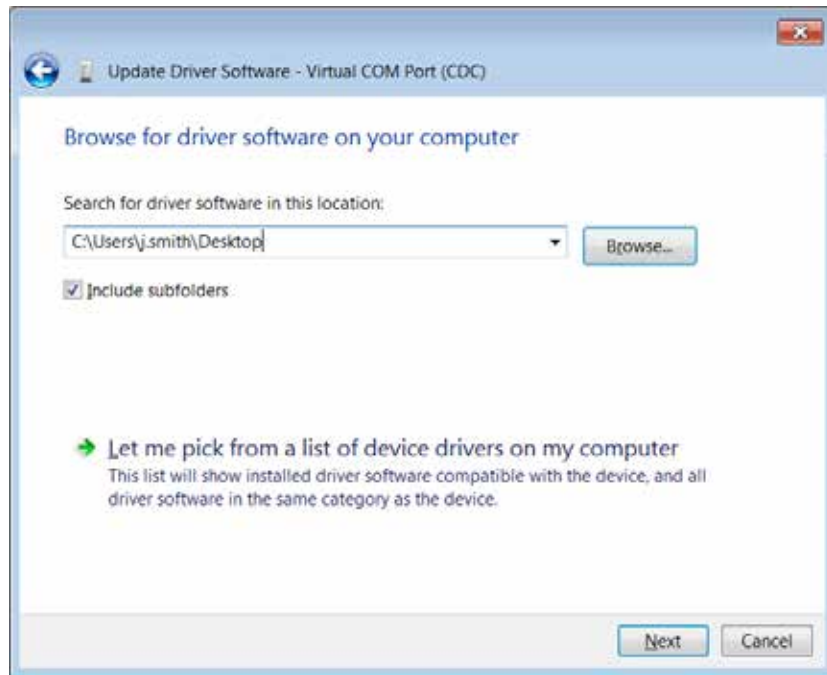 Update Driver Software - Virtual COM Port (CDC)
Browse for driver software on your computer
Search for driver software in this location:
C:\Users\j.smith\Desktop
Browse...
Include subfolders
Let me pick from a list of device drivers on my computer
This list will show installed driver software compatible with the device, and all
driver software in the same category as the device.
Next
Cancel